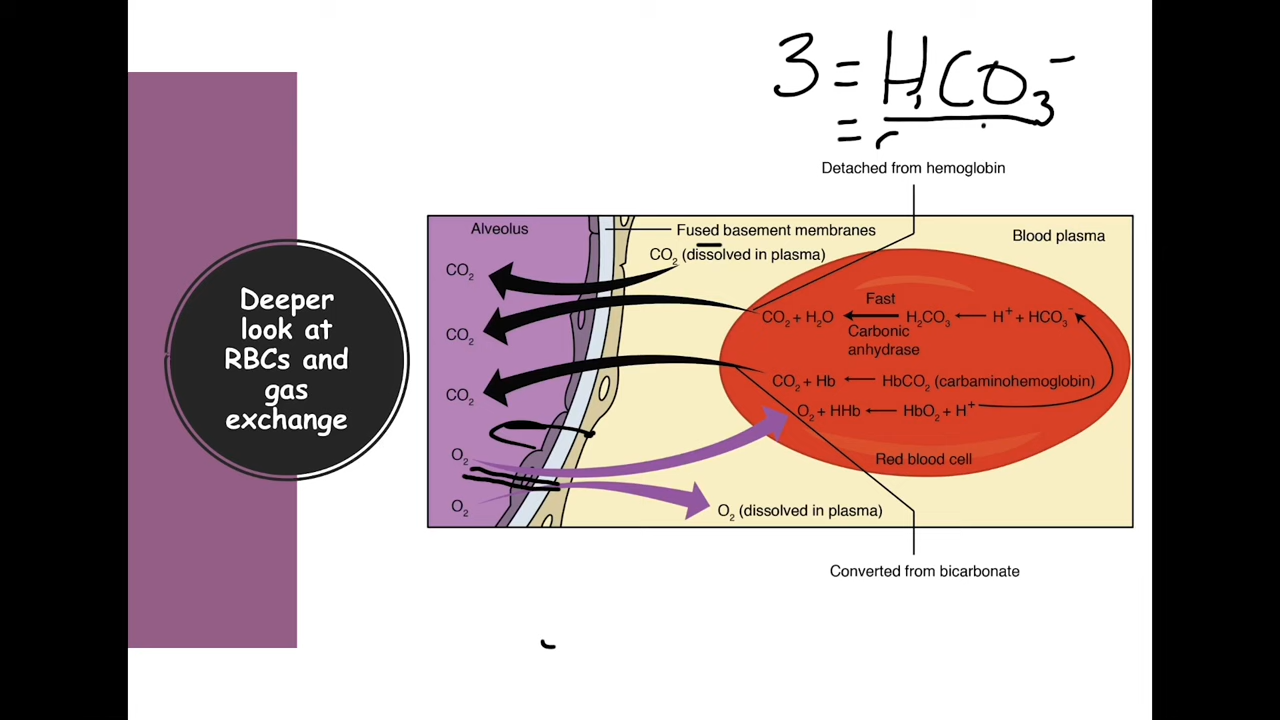 3 = HCO₃⁻
=
Detached from hemoglobin
Alveolus
Fused basement membranes
Blood plasma
CO₂ (dissolved in plasma)
CO₂
CO₂
CO₂
Fast
CO₂ + H₂O ← H₂CO₃ ← H⁺ + HCO₃⁻
Carbonic
anhydrase
CO₂ + Hb ← HbCO₂ (carbaminohemoglobin)
O₂ + HHb ← HbO₂ + H⁺
Red blood cell
O₂
O₂
O₂ (dissolved in plasma)
Converted from bicarbonate
Deeper
look at
RBCs and
gas
exchange